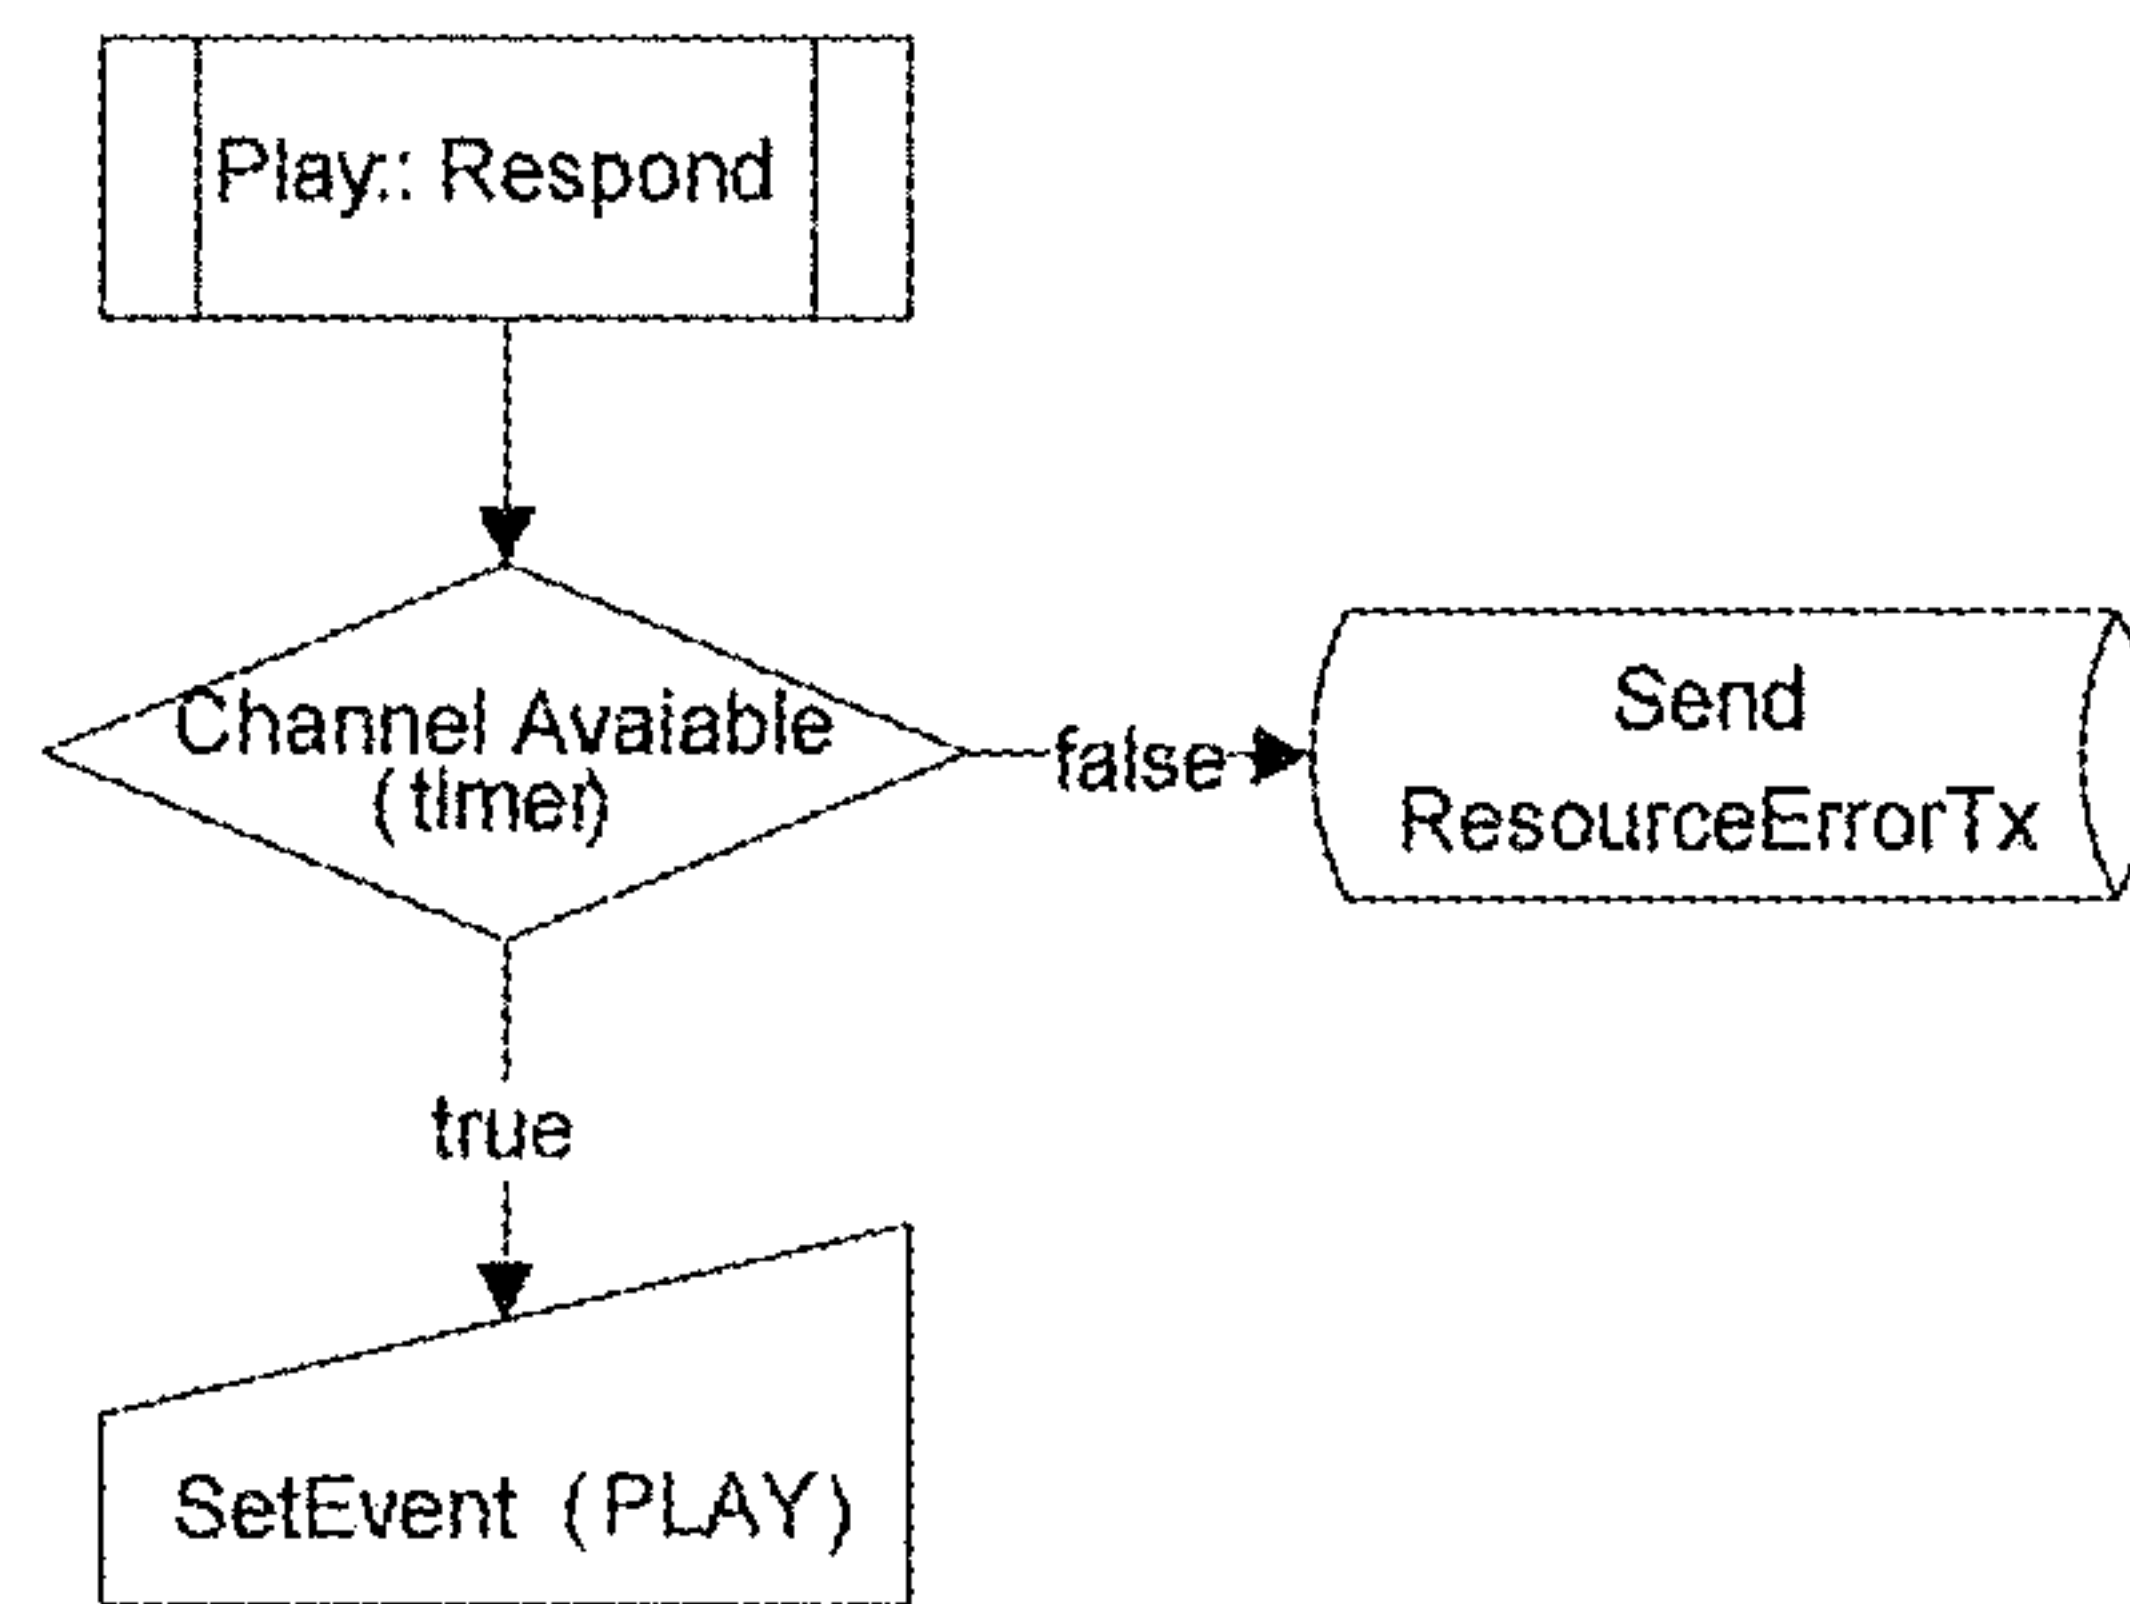 Play:: Respond
Channel Avaiable
(timer)
false
Send
ResourceErrorTx
true
SetEvent (PLAY)